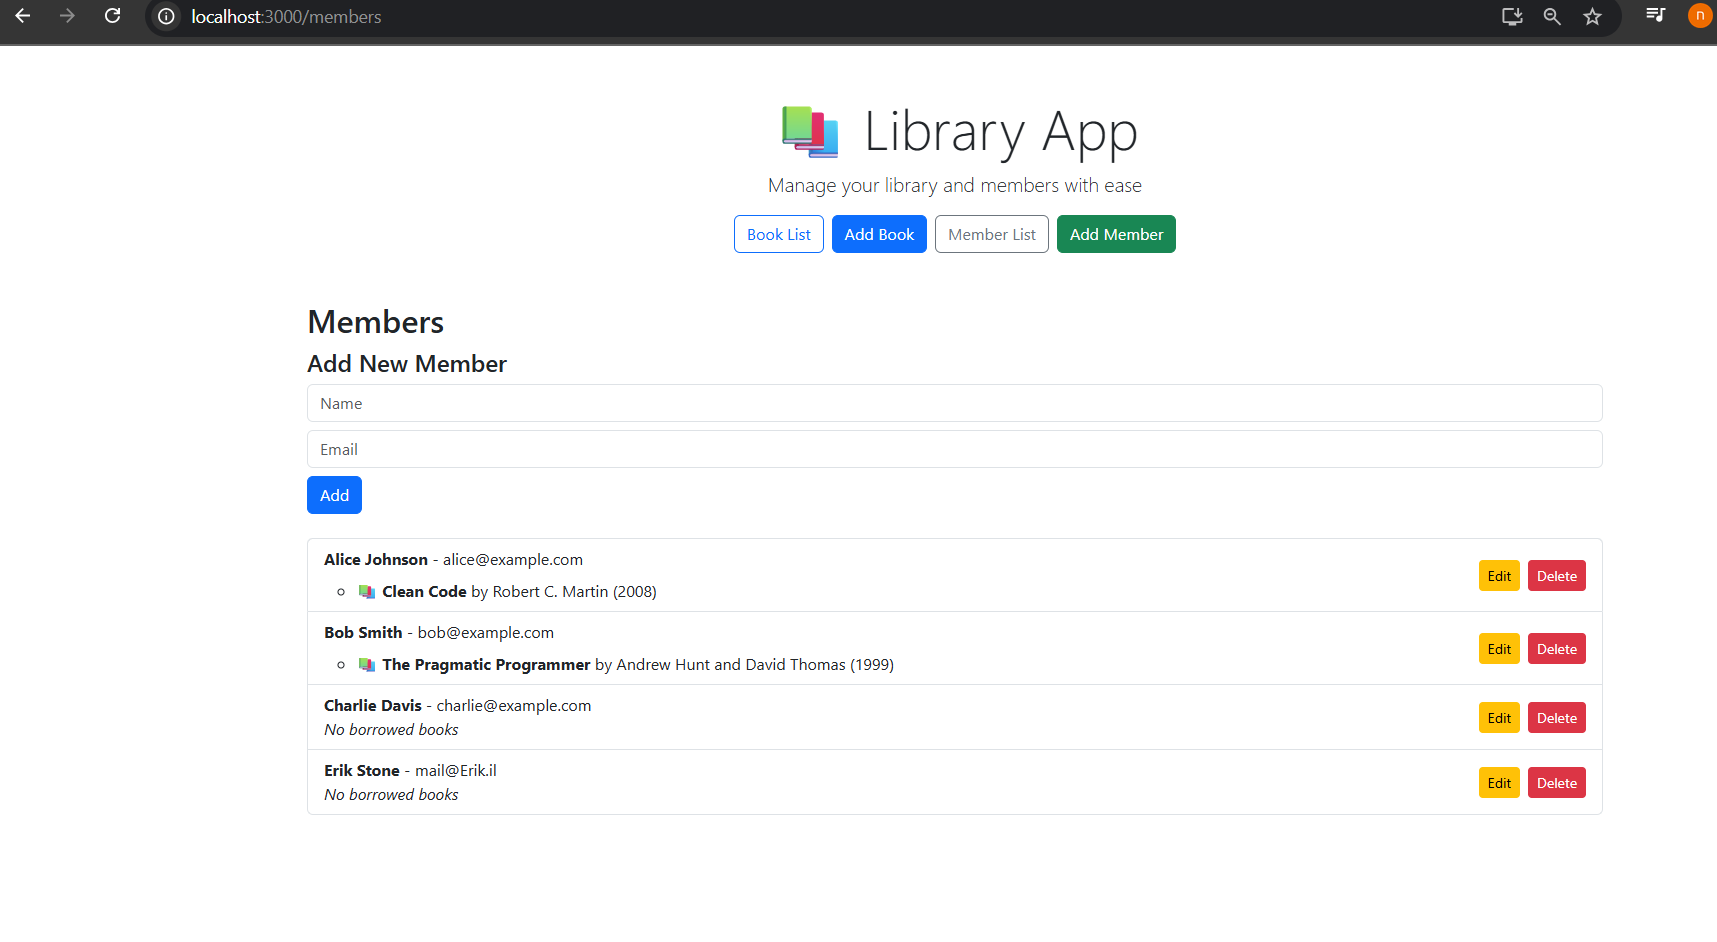 localhost:3000/members
n
Library App
Manage your library and members with ease
Book List Add Book Member List Add Member
Members
Add New Member
Name
Email
Add
Alice Johnson - alice@example.com
Clean Code by Robert C. Martin (2008)
Edit Delete
Bob Smith - bob@example.com
The Pragmatic Programmer by Andrew Hunt and David Thomas (1999)
Edit Delete
Charlie Davis - charlie@example.com
No borrowed books
Edit Delete
Erik Stone - mail@Erik.il
No borrowed books
Edit Delete